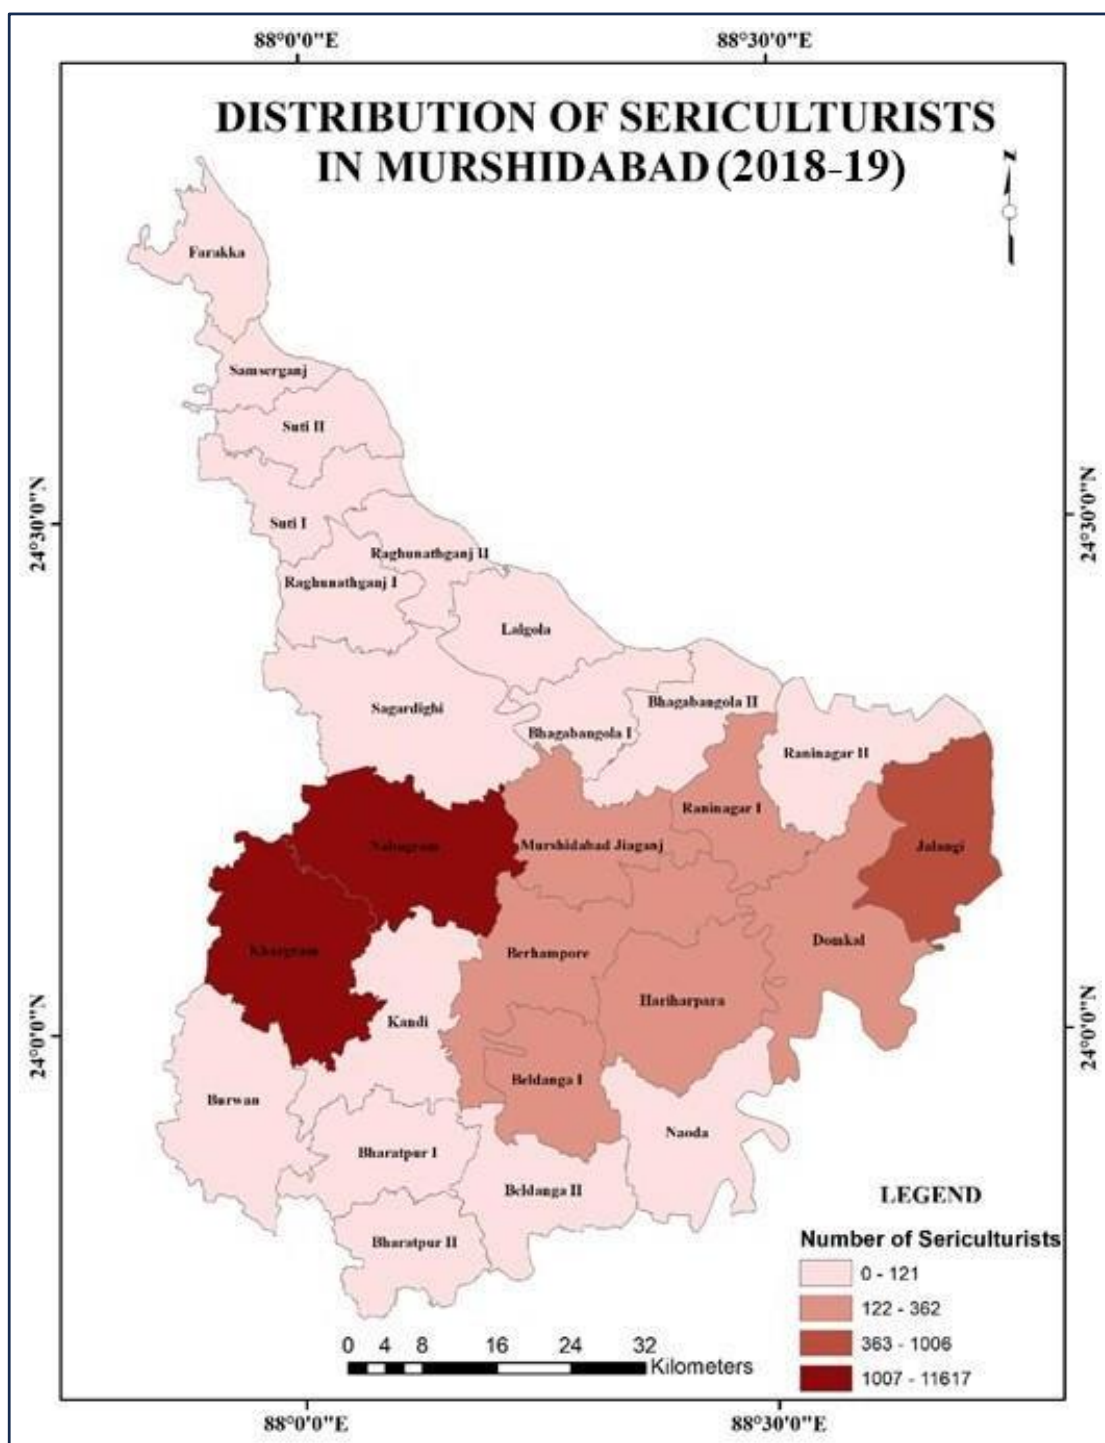 88°0'0"E
88°30'0"E
DISTRIBUTION OF SERICULTURISTS
IN MURSHIDABAD (2018-19)
N
Farakka
Samserganj
Suti II
24°30'0"N
24°30'0"N
Suti I
Raghunathganj II
Raghunathganj I
Lalgola
Sagardighi
Bhagabangola II
Bhagabangola I
Raninagar II
Raninagar I
Nabagram
Murshidabad Jiaganj
Jalangi
Khargram
Berhampore
Domkal
Hariharpara
Kandi
24°0'0"N
24°0'0"N
Beldanga I
Burwan
Naoda
Bharatpur I
Beldanga II
Bharatpur II
LEGEND
Number of Sericulturists
0 - 121
122 - 362
363 - 1006
1007 - 11617
0 4 8 16 24 32
Kilometers
88°0'0"E
88°30'0"E